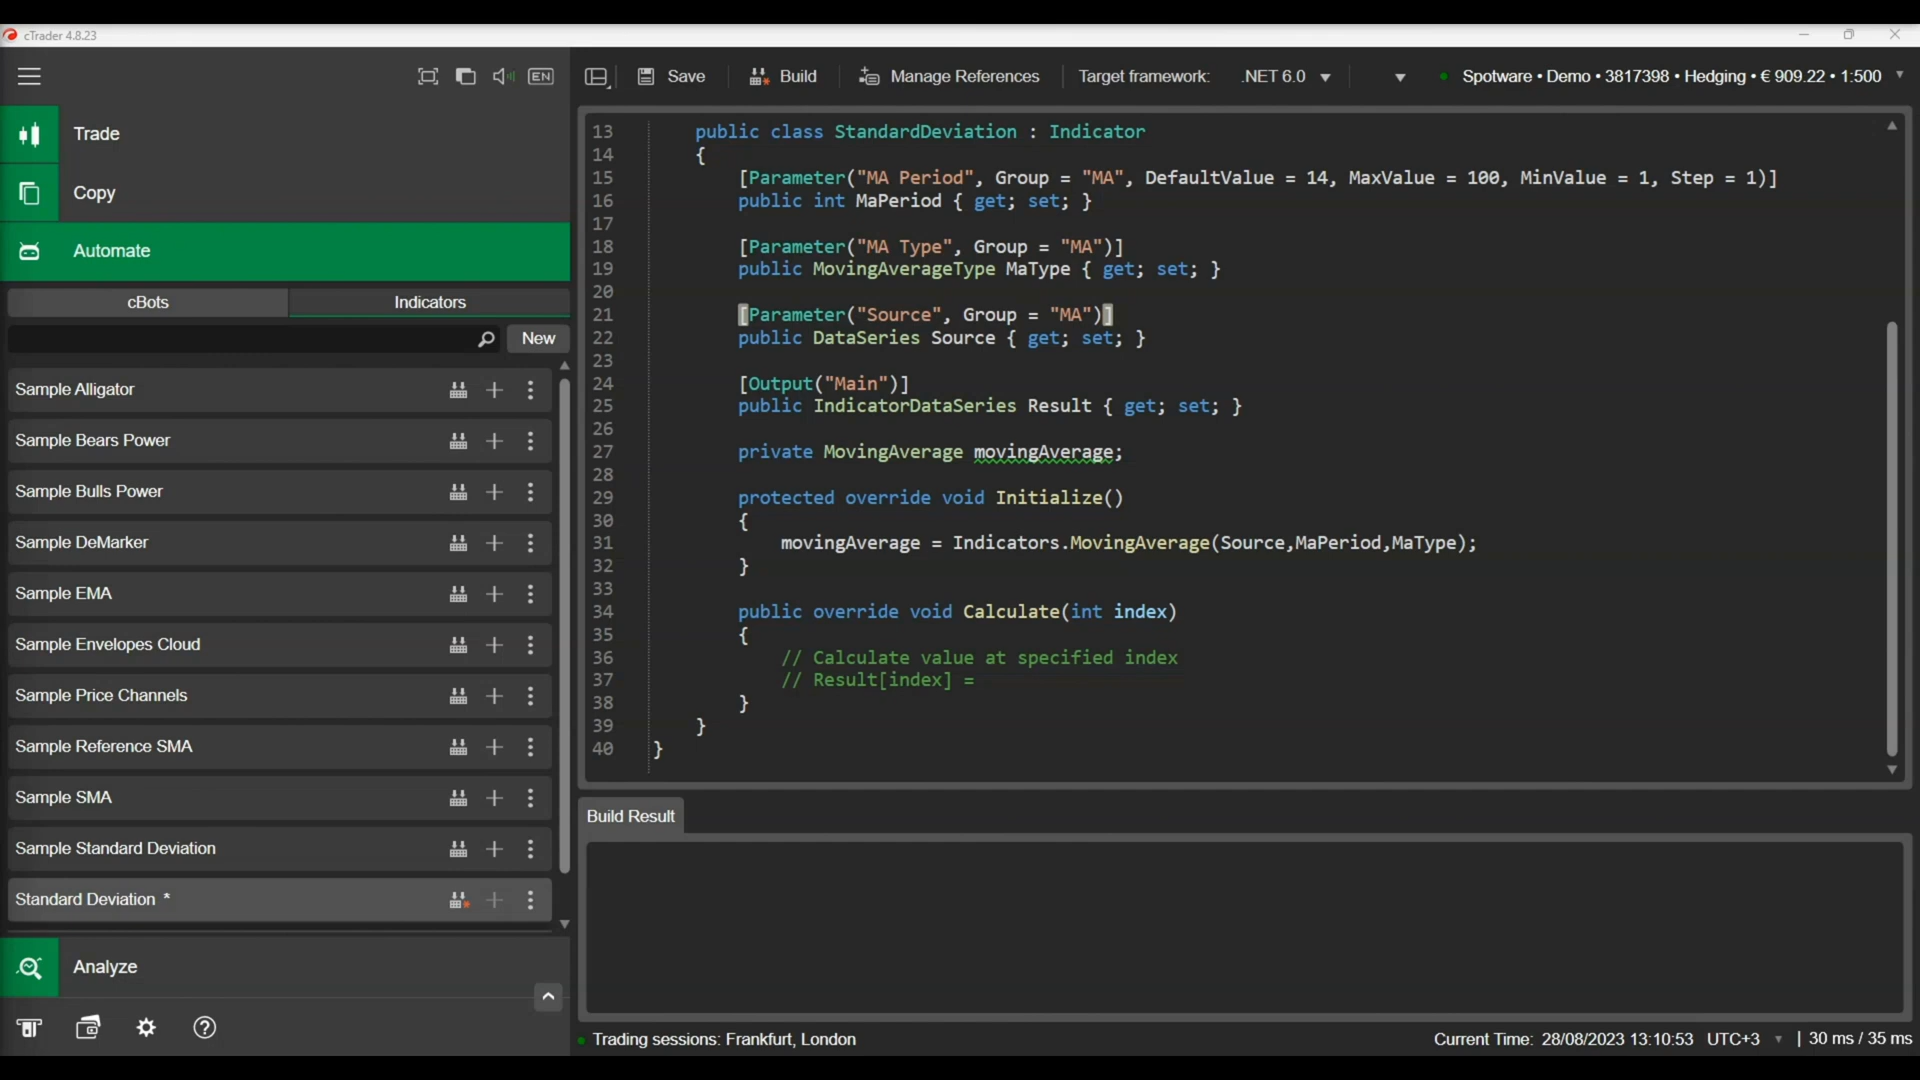 cTrader 4.8.23
EN
Save
Build
Manage References
Target framework:
.NET 6.0
Spotware • Demo • 3817398 • Hedging • € 909.22 • 1:500
Trade
Copy
Automate
cBots
Indicators
New
Sample Alligator
Sample Bears Power
Sample Bulls Power
Sample DeMarker
Sample EMA
Sample Envelopes Cloud
Sample Price Channels
Sample Reference SMA
Sample SMA
Sample Standard Deviation
Standard Deviation *
Analyze
13 public class StandardDeviation : Indicator
14 {
15 [Parameter("MA Period", Group = "MA", DefaultValue = 14, MaxValue = 100, MinValue = 1, Step = 1)]
16 public int MaPeriod { get; set; }
17
18 [Parameter("MA Type", Group = "MA")]
19 public MovingAverageType MaType { get; set; }
20
21 [Parameter("Source", Group = "MA")]
22 public DataSeries Source { get; set; }
23
24 [Output("Main")]
25 public IndicatorDataSeries Result { get; set; }
26
27 private MovingAverage movingAverage;
28
29 protected override void Initialize()
30 {
31 movingAverage = Indicators.MovingAverage(Source,MaPeriod,MaType);
32 }
33
34 public override void Calculate(int index)
35 {
36 // Calculate value at specified index
37 // Result[index] =
38 }
39 }
40 }
Build Result
Trading sessions: Frankfurt, London
Current Time: 28/08/2023 13:10:53 UTC+3 | 30 ms / 35 ms